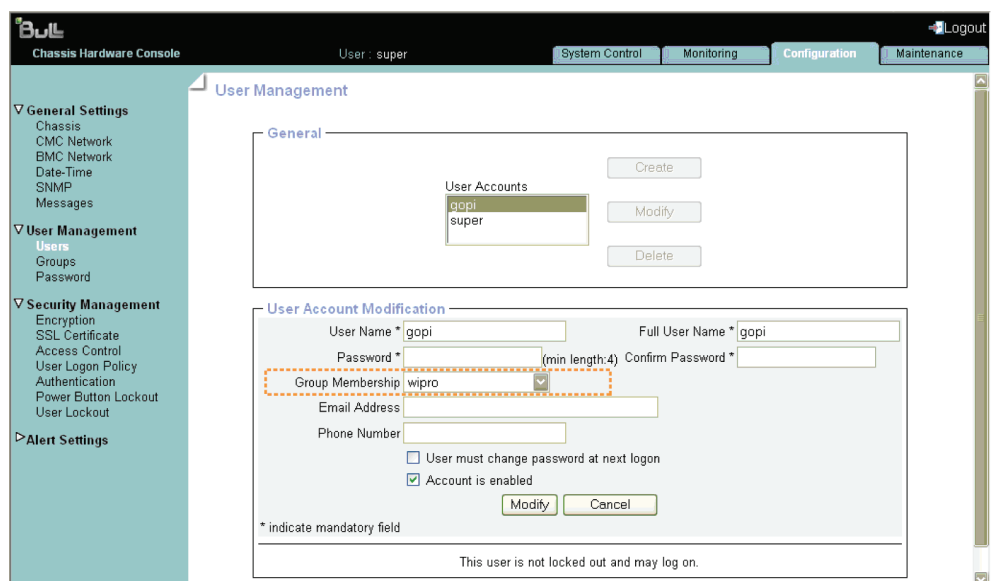 Bull
Logout
Chassis Hardware Console
User : super
System Control
Monitoring
Configuration
Maintenance
User Management
General Settings
Chassis
CMC Network
BMC Network
Date-Time
SNMP
Messages
User Management
Users
Groups
Password
Security Management
Encryption
SSL Certificate
Access Control
User Logon Policy
Authentication
Power Button Lockout
User Lockout
Alert Settings
General
User Accounts
gopi
super
Create
Modify
Delete
User Account Modification
User Name * gopi
Full User Name * gopi
Password * (min length:4) Confirm Password *
Group Membership wipro
Email Address
Phone Number
User must change password at next logon
Account is enabled
Modify Cancel
* indicate mandatory field
This user is not locked out and may log on.